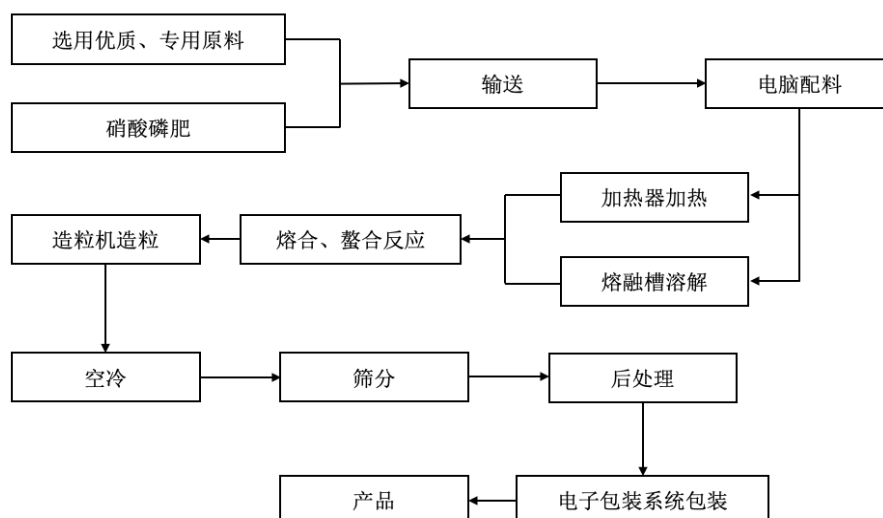 选用优质、专用原料
硝酸磷肥
输送
电脑配料
加热器加热
熔融槽溶解
熔合、螯合反应
造粒机造粒
空冷
筛分
后处理
电子包装系统包装
产品